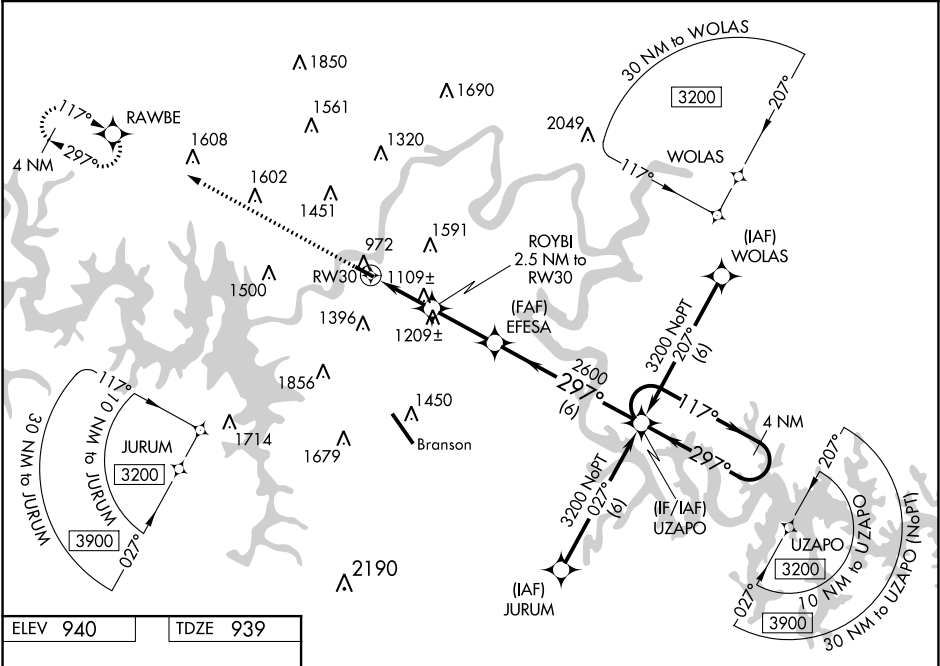 1850
1690
1561
1320
1608
1602
1451
117°
297°
4 NM
RAWBE
2049
30 NM to WOLAS
3200
207°
117°
WOLAS
(IAF)
WOLAS
972
RW30
1109±
1591
ROYBI
2.5 NM to
RW30
(FAF)
EFESA
1209±
1500
1396
1856
1450
Branson
1714
1679
2190
3200 NoPT
207°
(6)
2600
297°
(6)
117°
4 NM
297°
3200 NoPT
027°
(6)
(IF/IAF)
UZAPO
(IAF)
JURUM
117°
30 NM to JURUM
10 NM to JURUM
JURUM
3200
3900
027°
207°
UZAPO
3200
027°
10 NM to UZAPO
3900
30 NM to UZAPO (NoPT)
ELEV 940
TDZE 939